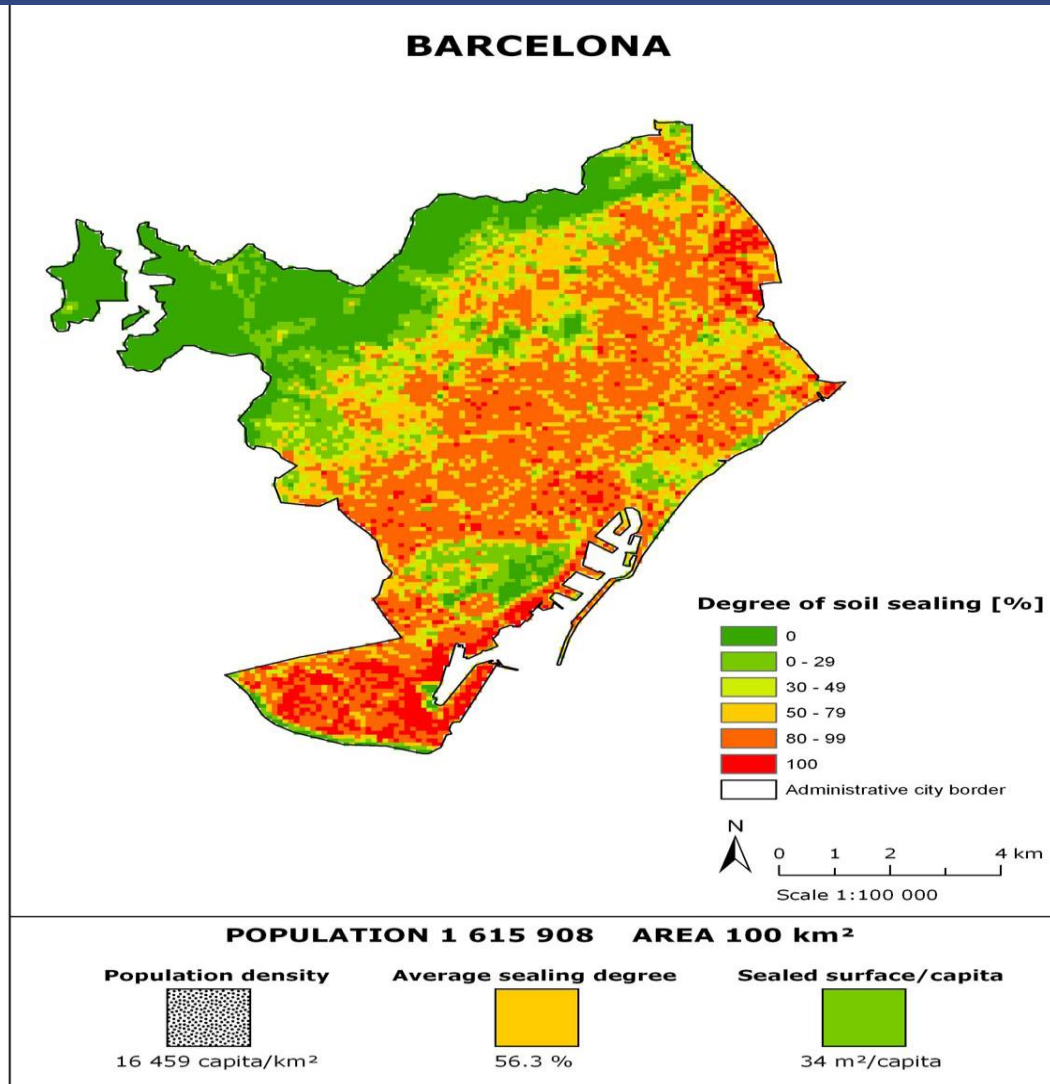 BARCELONA
Degree of soil sealing [%]
0
0 - 29
30 - 49
50 - 79
80 - 99
100
Administrative city border
N
0 1 2 4 km
Scale 1:100 000
POPULATION 1 615 908 AREA 100 km²
Population density Average sealing degree Sealed surface/capita
16 459 capita/km² 56.3 % 34 m²/capita